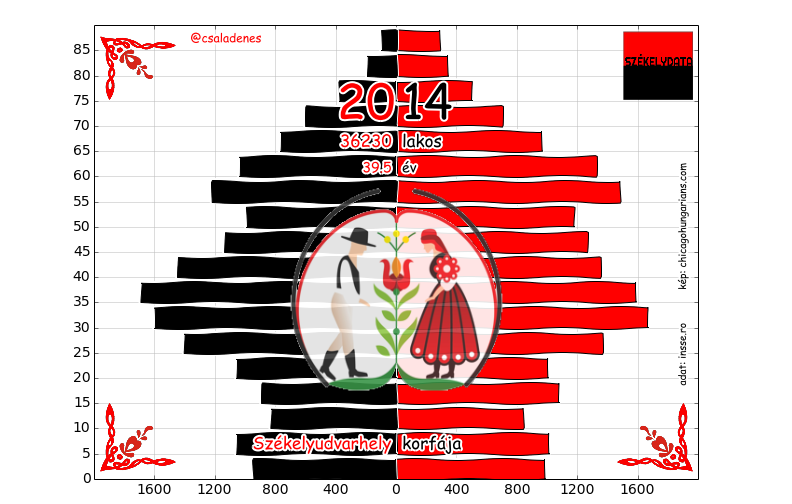 @csaladenes
SZÉKELYDATA
2014
36230 lakos
39.5 év
Székelyudvarhely korfája
kép: chicagohungarians.com
adat: insse.ro
85
80
75
70
65
60
55
50
45
40
35
30
25
20
15
10
5
0
1600 1200 800 400 0 400 800 1200 1600